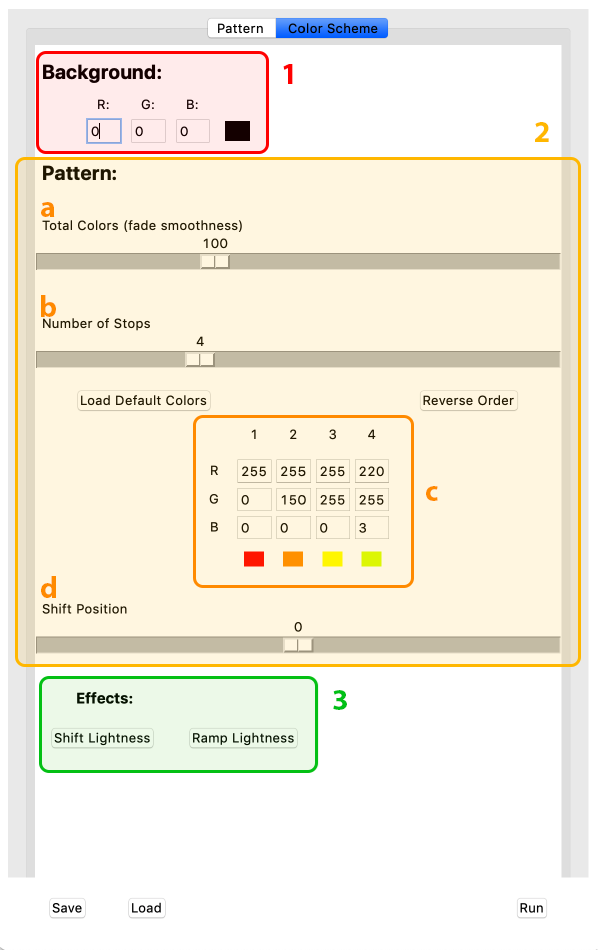 Pattern Color Scheme
Background: 1
R: G: B:
0 0 0
2
Pattern:
a
Total Colors (fade smoothness)
100
b
Number of Stops
4
Load Default Colors Reverse Order
1 2 3 4
R 255 255 255 220
c
G 0 150 255 255
B 0 0 0 3
d
Shift Position
0
Effects: 3
Shift Lightness Ramp Lightness
Save Load Run